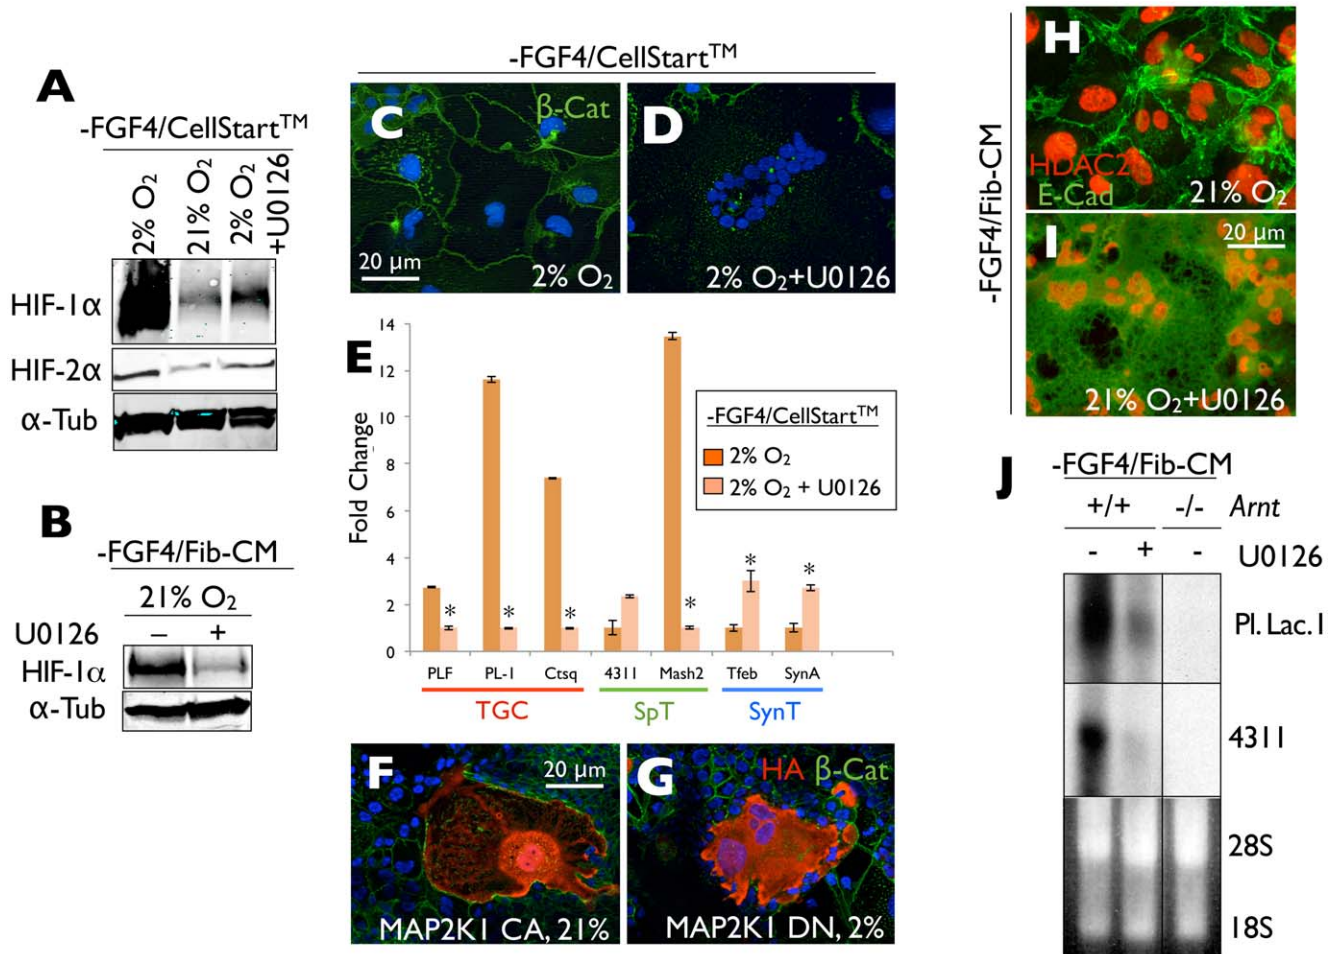 A
-FGF4/CellStart™
2% O₂
21% O₂
2% O₂
+U0126
HIF-1α
HIF-2α
α-Tub
B
-FGF4/Fib-CM
21% O₂
U0126
– +
HIF-1α
α-Tub
-FGF4/CellStart™
C
β-Cat
20 µm
2% O₂
D
2% O₂+U0126
E
Fold Change
14
12
10
8
6
4
2
0
-FGF4/CellStart™
2% O₂
2% O₂ + U0126
* * * * * *
PLF PL-1 Ctsq 4311 Mash2 Tfeb SynA
TGC SpT SynT
F
20 µm
MAP2K1 CA, 21%
G
HA β-Cat
MAP2K1 DN, 2%
-FGF4/Fib-CM
H
HDAC2
E-Cad
21% O₂
I
20 µm
21% O₂+U0126
J
-FGF4/Fib-CM
+/+ -/- Arnt
- + - U0126
Pl. Lac.1
4311
28S
18S